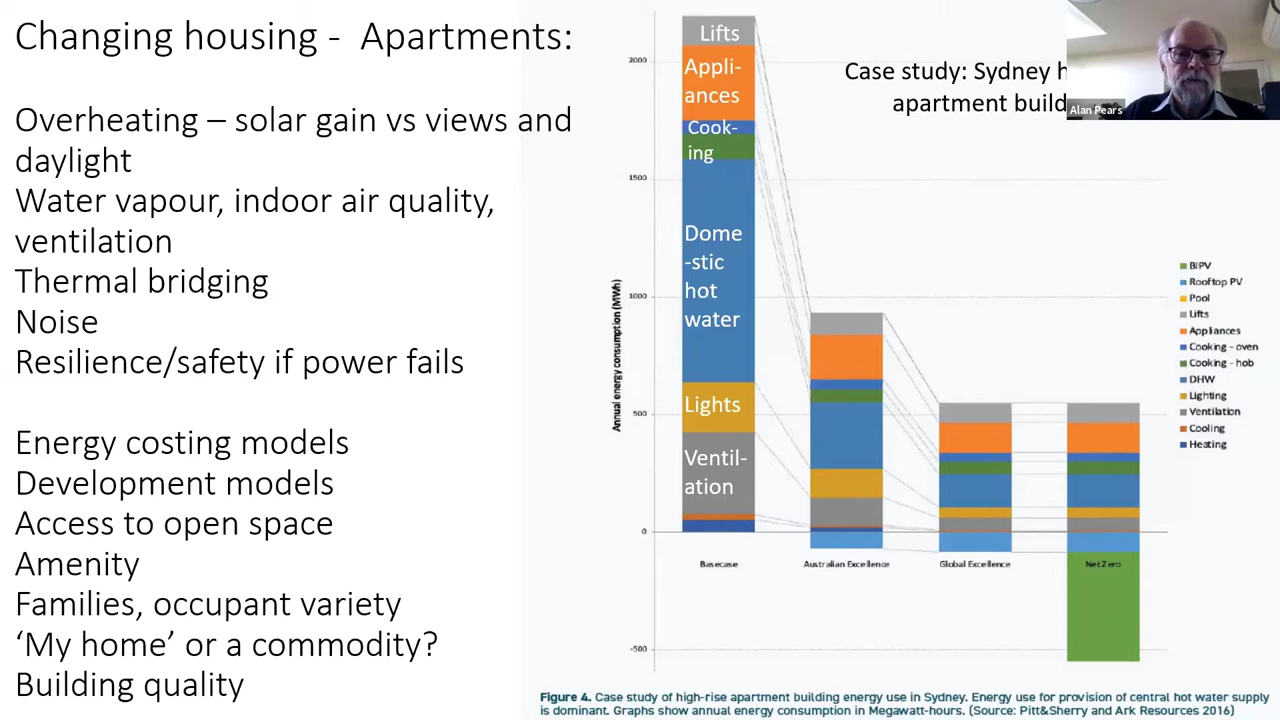 Changing housing - Apartments:
Overheating – solar gain vs views and
daylight
Water vapour, indoor air quality,
ventilation
Thermal bridging
Noise
Resilience/safety if power fails
Energy costing models
Development models
Access to open space
Amenity
Families, occupant variety
‘My home’ or a commodity?
Building quality
Case study: Sydney h
apartment build
Alan Pears
Annual energy consumption (MWh)
2000
1500
1000
500
0
-500
Lifts
Appli-
ances
Cook-
ing
Dome
-stic
hot
water
Lights
Ventil-
ation
Basecase
Australian Excellence
Global Excellence
Net Zero
BIPV
Rooftop PV
Pool
Lifts
Appliances
Cooking - oven
Cooking - hob
DHW
Lighting
Ventilation
Cooling
Heating
Figure 4. Case study of high-rise apartment building energy use in Sydney. Energy use for provision of central hot water supply
is dominant. Graphs show annual energy consumption in Megawatt-hours. (Source: Pitt&Sherry and Ark Resources 2016)